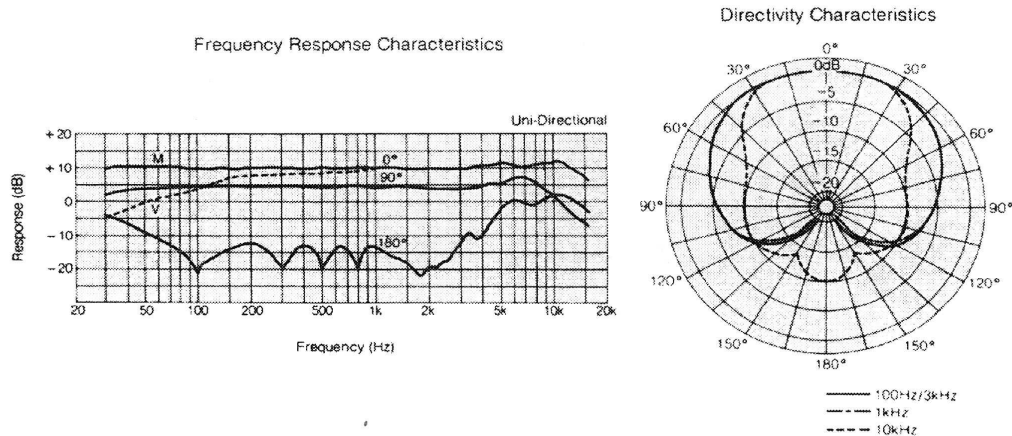 Frequency Response Characteristics
Uni-Directional
Response (dB)
+20
+10
0
-10
-20
M
V
0°
90°
180°
20 50 100 200 500 1k 2k 5k 10k 20k
Frequency (Hz)
Directivity Characteristics
0°
0dB
30° 30°
-5
-10
-15
-20
60° 60°
90° 90°
120° 120°
150° 150°
180°
100Hz/3kHz
1kHz
10kHz